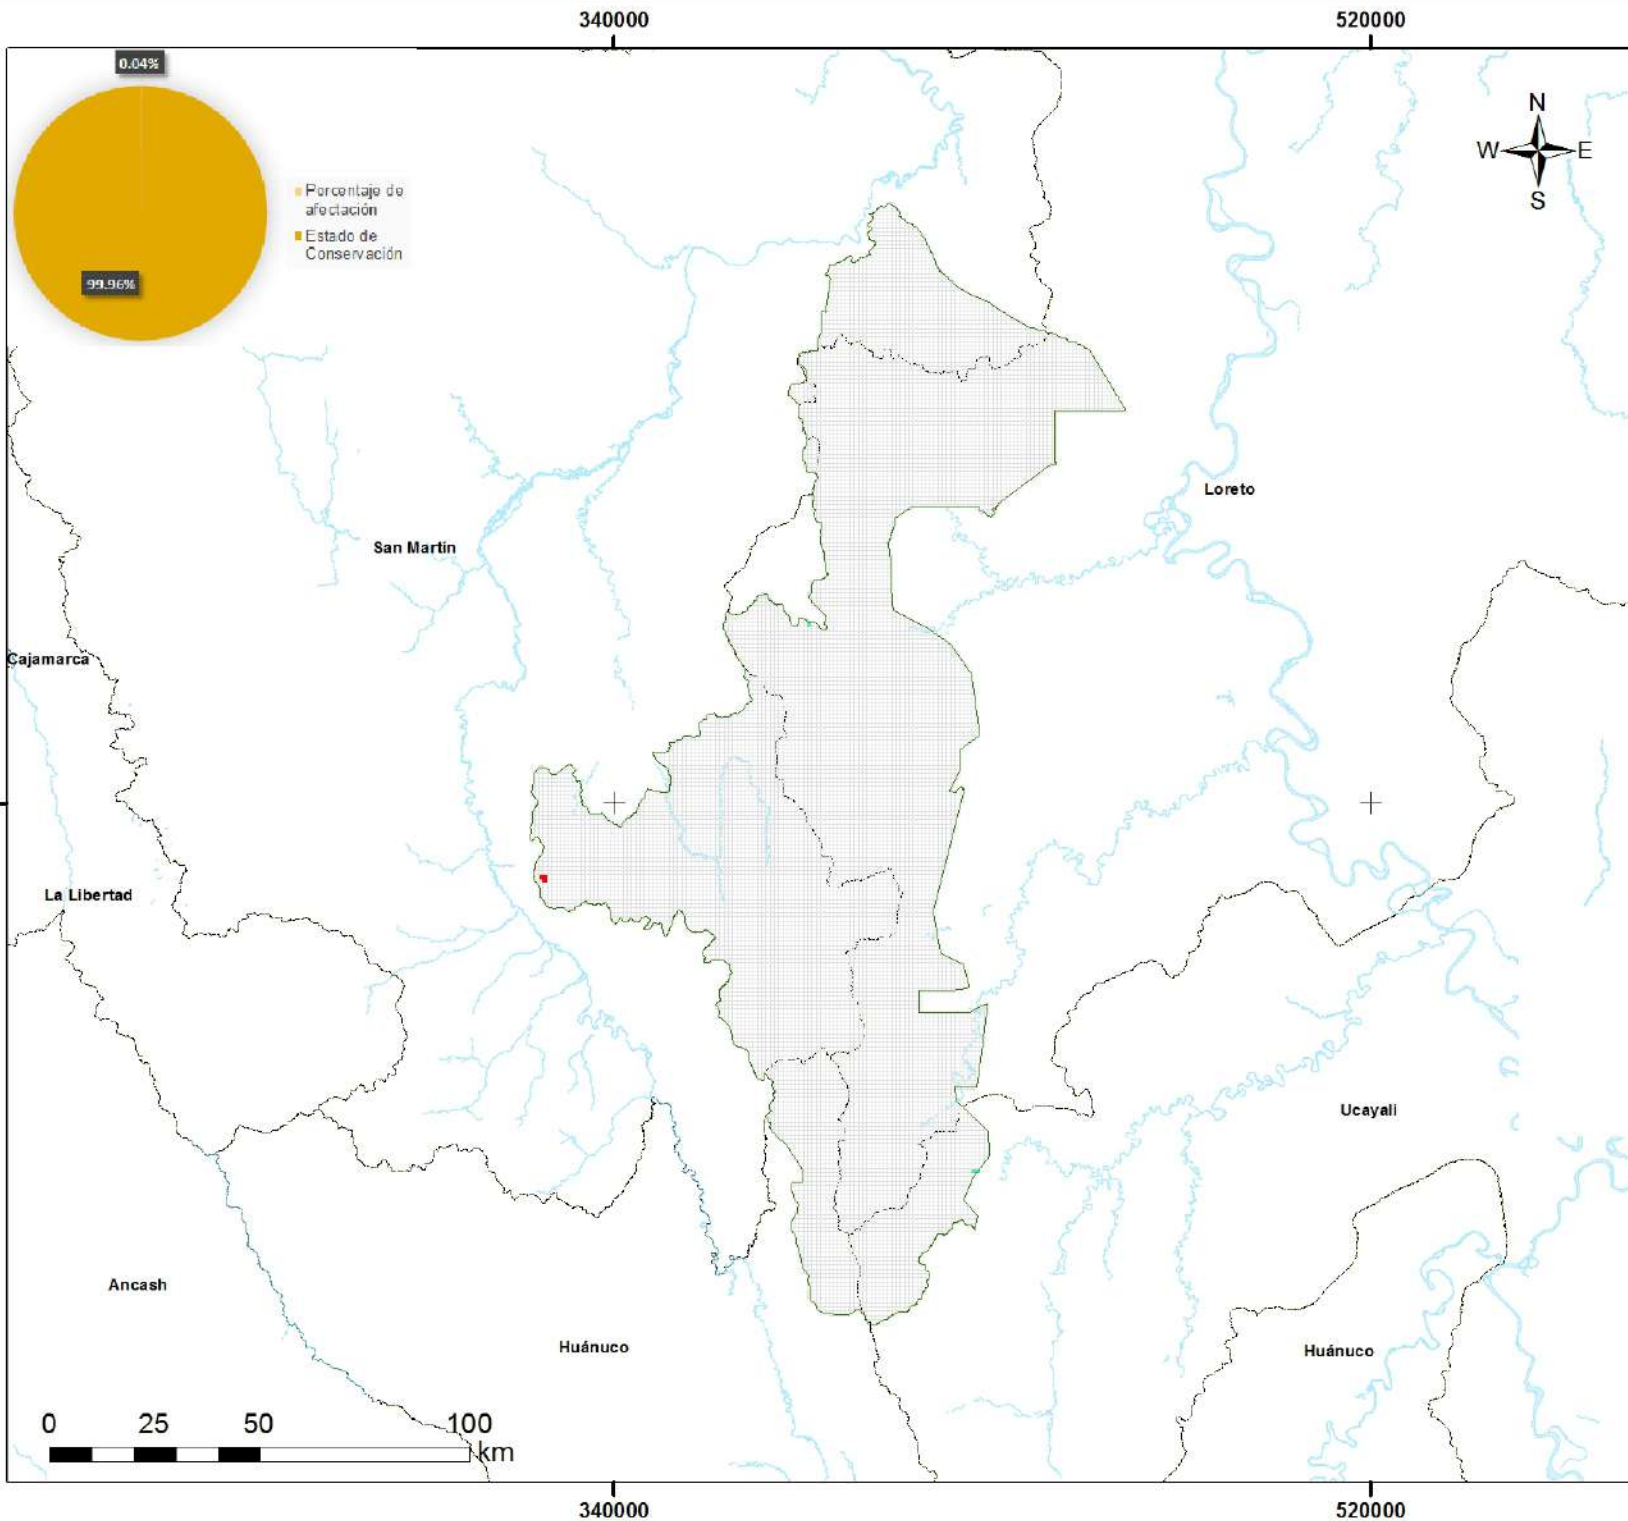 340000 520000
0.04%
N
W E
S
Porcentaje de
afectación
Estado de
Conservación
99.96%
Loreto
San Martín
Cajamarca
La Libertad
Ucayali
Ancash
Huánuco
Huánuco
0 25 50 100
km
340000 520000